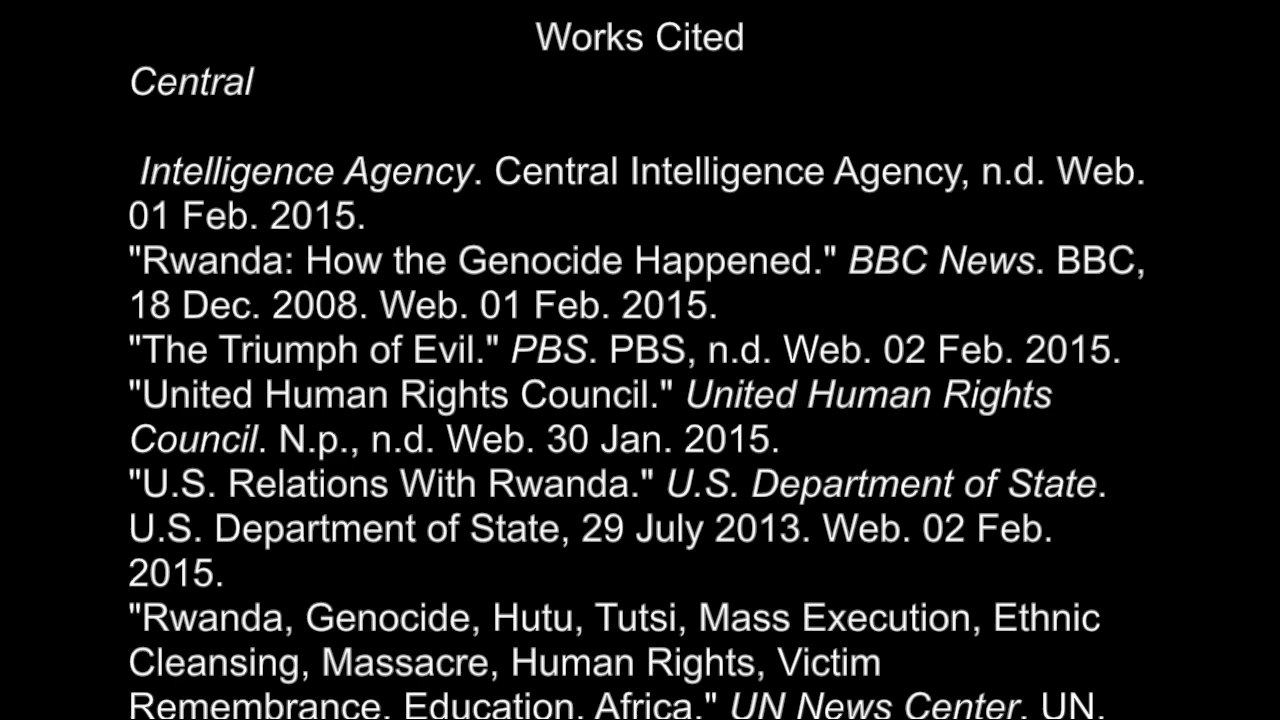 Works Cited
Central
Intelligence Agency. Central Intelligence Agency, n.d. Web.
01 Feb. 2015.
"Rwanda: How the Genocide Happened." BBC News. BBC,
18 Dec. 2008. Web. 01 Feb. 2015.
"The Triumph of Evil." PBS. PBS, n.d. Web. 02 Feb. 2015.
"United Human Rights Council." United Human Rights
Council. N.p., n.d. Web. 30 Jan. 2015.
"U.S. Relations With Rwanda." U.S. Department of State.
U.S. Department of State, 29 July 2013. Web. 02 Feb.
2015.
"Rwanda, Genocide, Hutu, Tutsi, Mass Execution, Ethnic
Cleansing, Massacre, Human Rights, Victim
Remembrance, Education, Africa." UN News Center. UN,